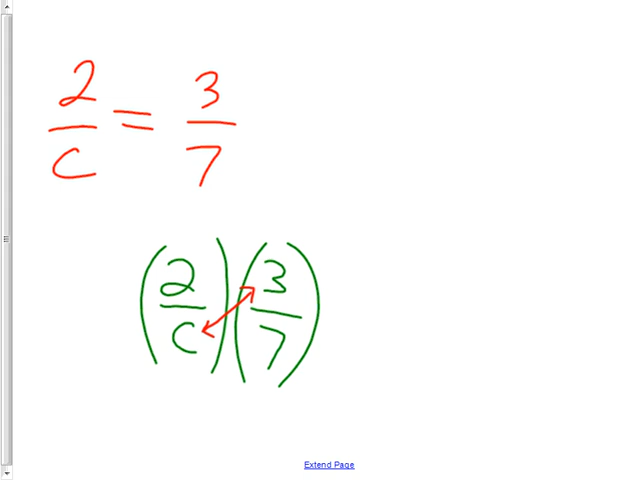 2/c = 3/7
(2/c)(3/7)
Extend Page